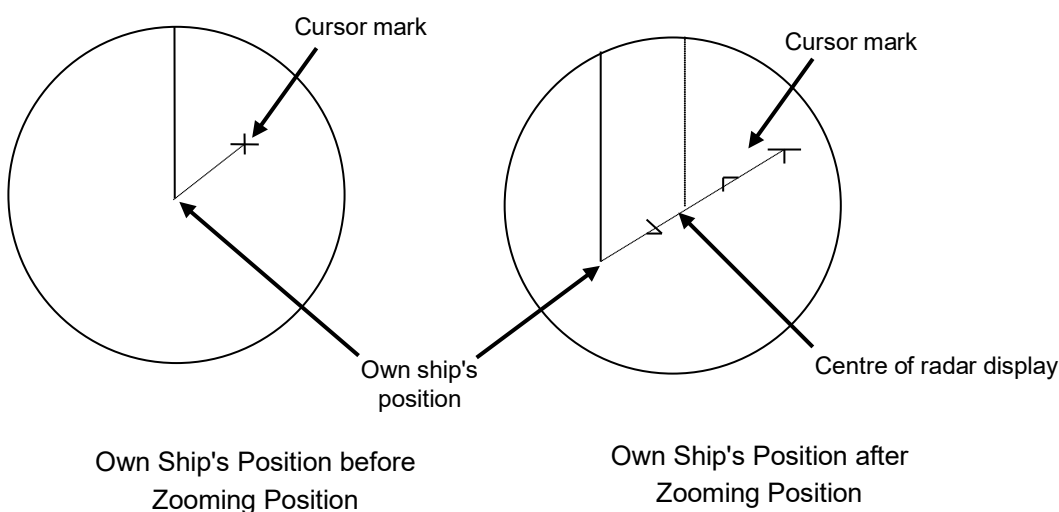 Cursor mark
Cursor mark
Own ship's
position
Centre of radar display
Own Ship's Position before
Zooming Position
Own Ship's Position after
Zooming Position